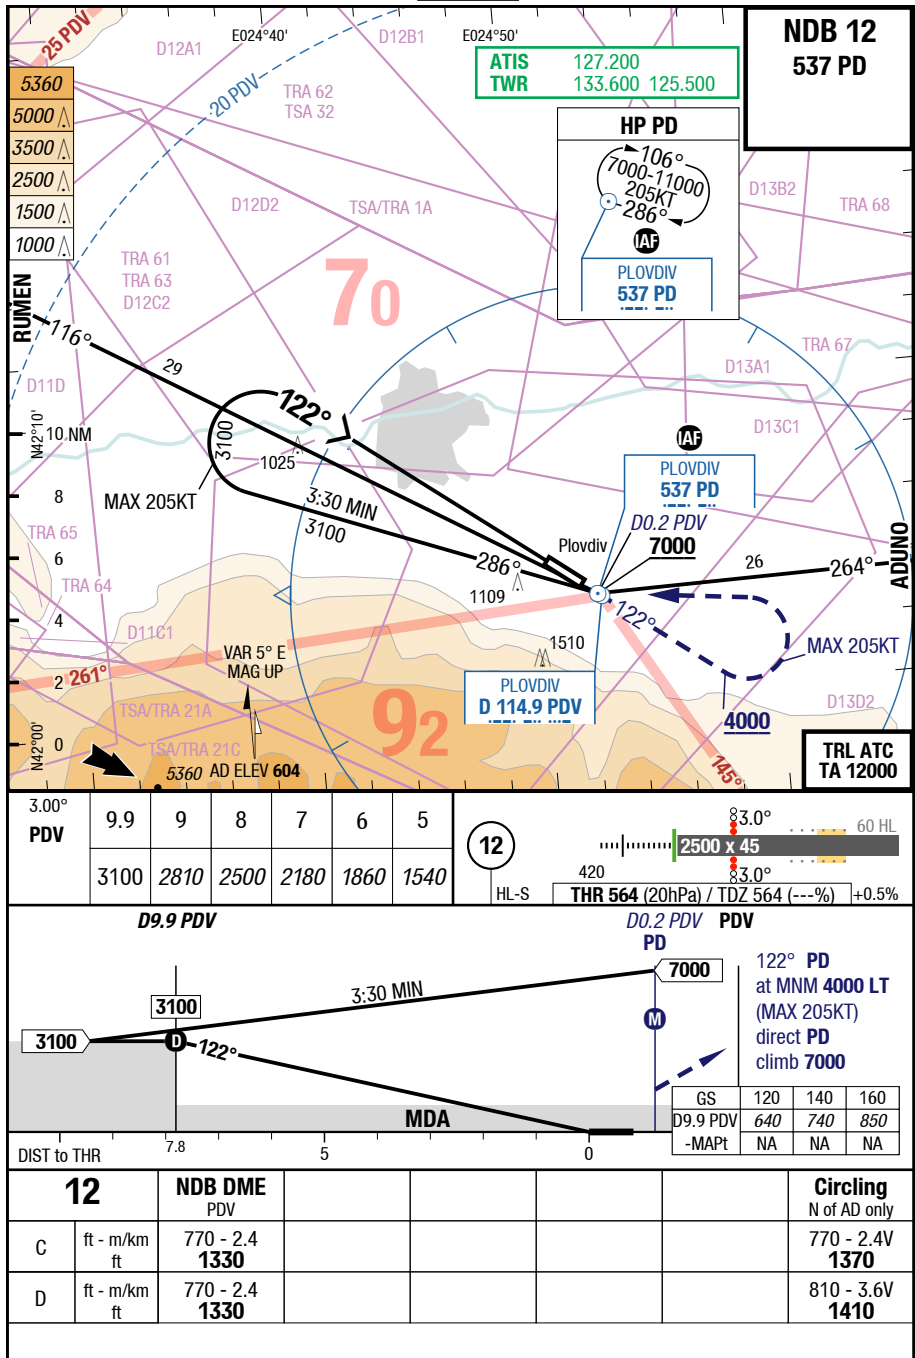 NDB 12
537 PD
ATIS 127.200
TWR 133.600 125.500
E024°40'
E024°50'
25 PDV
20 PDV
D12A1
D12B1
TRA 62
TSA 32
5360
5000
3500
2500
1500
1000
HP PD
106°
7000-11000
205KT
286°
IAF
PLOVDIV
537 PD
D13B2
TRA 68
D12D2
TSA/TRA 1A
TRA 61
TRA 63
D12C2
70
RUMEN
116°
29
TRA 67
D13A1
D11D
122°
D13C1
N42°10'
10 NM
3100
1025
IAF
PLOVDIV
537 PD
8
MAX 205KT
3:30 MIN
3100
D0.2 PDV
7000
TRA 65
6
Plovdiv
286°
26
264°
ADUNO
TRA 64
1109
4
122°
D11C1
VAR 5° E
MAG UP
1510
MAX 205KT
261°
2
PLOVDIV
D 114.9 PDV
TSA/TRA 21A
92
4000
D13D2
N42°00'
0
TSA/TRA 21C
5360
AD ELEV 604
145°
TRL ATC
TA 12000
3.00°
PDV
9.9 9 8 7 6 5
3100 2810 2500 2180 1860 1540
12
HL-S
3.0°
60 HL
2500 x 45
420
3.0°
THR 564 (20hPa) / TDZ 564 (---%)
+0.5%
D9.9 PDV
D0.2 PDV
PDV
PD
3100
3:30 MIN
7000
3100
D
122°
M
MDA
122° PD
at MNM 4000 LT
(MAX 205KT)
direct PD
climb 7000
GS 120 140 160
D9.9 PDV 640 740 850
-MAPt NA NA NA
DIST to THR
7.8
5
0
12
NDB DME
PDV
Circling
N of AD only
C
ft - m/km
ft
770 - 2.4
1330
770 - 2.4V
1370
D
ft - m/km
ft
770 - 2.4
1330
810 - 3.6V
1410